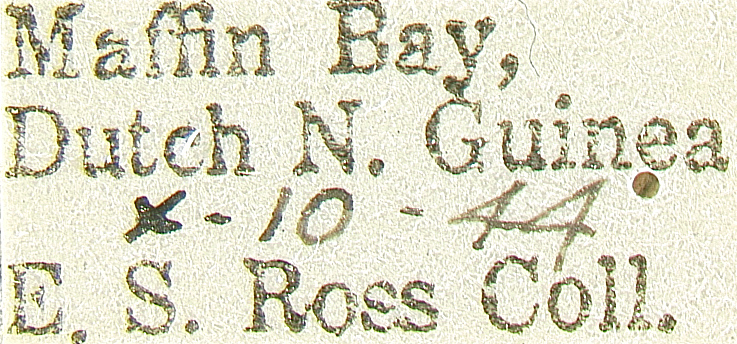 Maffin Bay,
Dutch N. Guinea
X-10-44
E. S. Ross Coll.